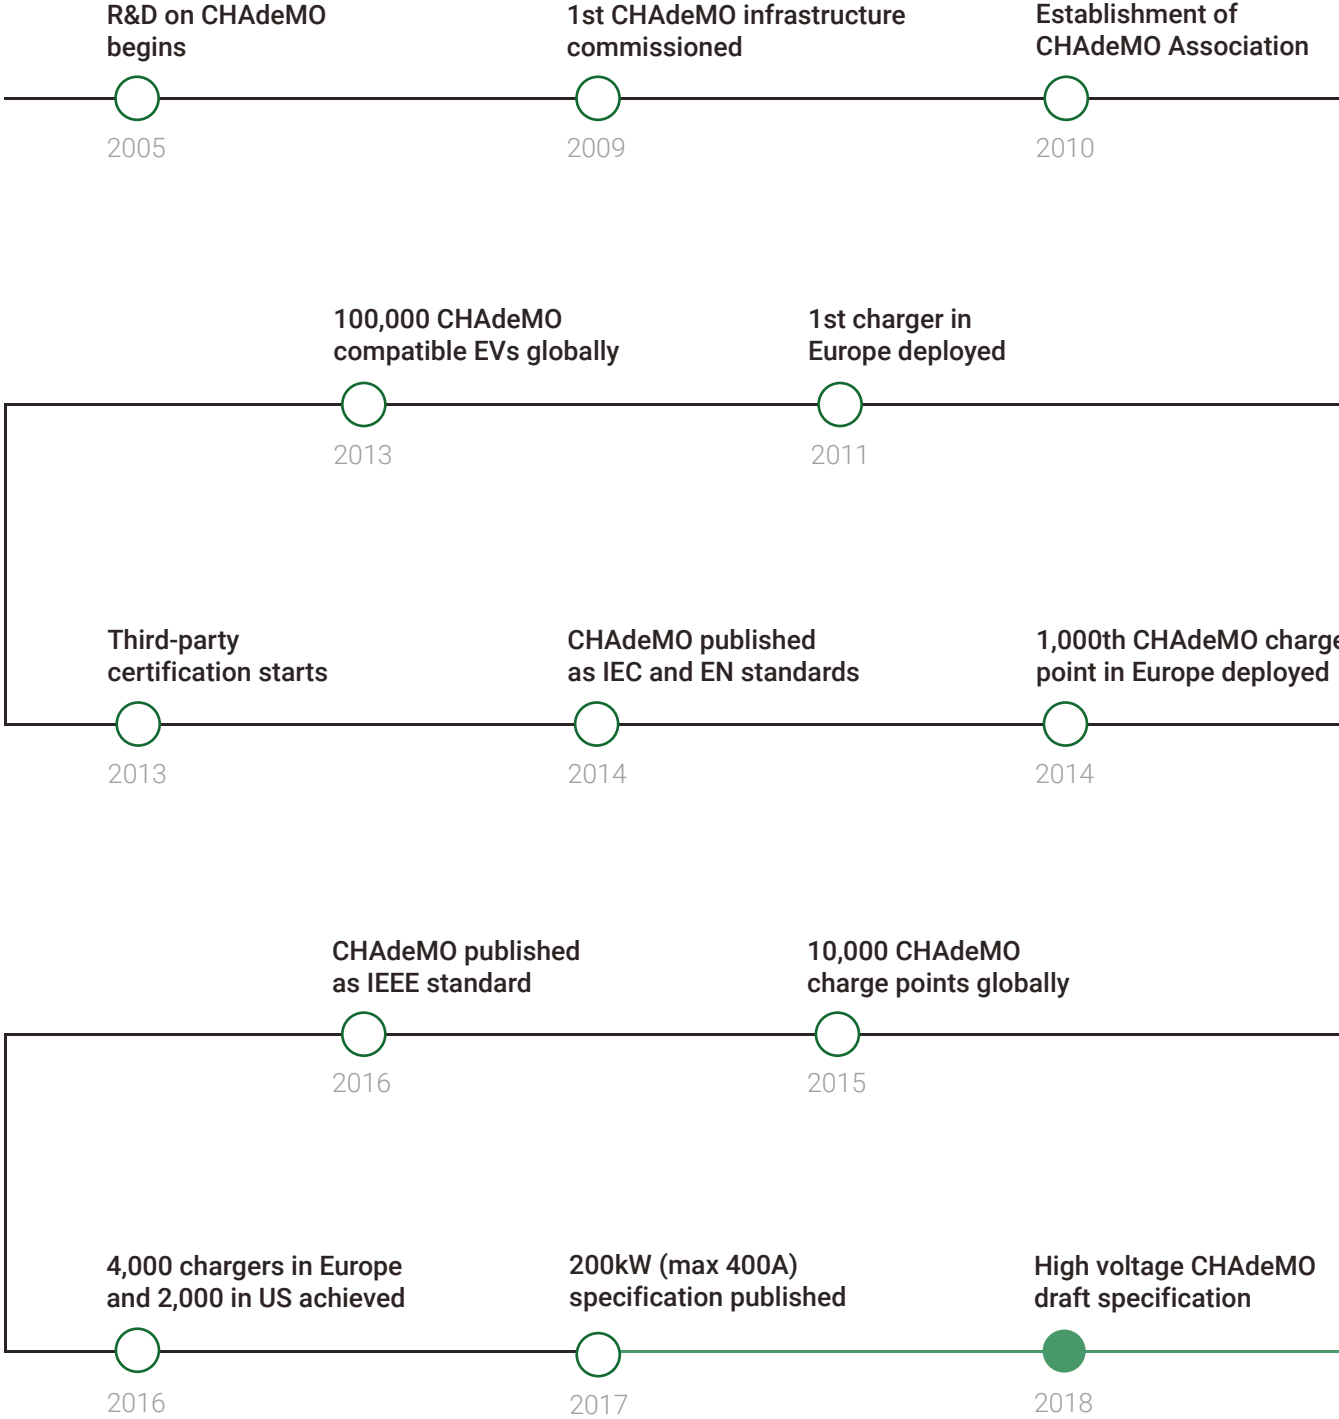 R&D on CHAdeMO
begins
2005
1st CHAdeMO infrastructure
commissioned
2009
Establishment of
CHAdeMO Association
2010
100,000 CHAdeMO
compatible EVs globally
2013
1st charger in
Europe deployed
2011
Third-party
certification starts
2013
CHAdeMO published
as IEC and EN standards
2014
1,000th CHAdeMO charge
point in Europe deployed
2014
CHAdeMO published
as IEEE standard
2016
10,000 CHAdeMO
charge points globally
2015
4,000 chargers in Europe
and 2,000 in US achieved
2016
200kW (max 400A)
specification published
2017
High voltage CHAdeMO
draft specification
2018